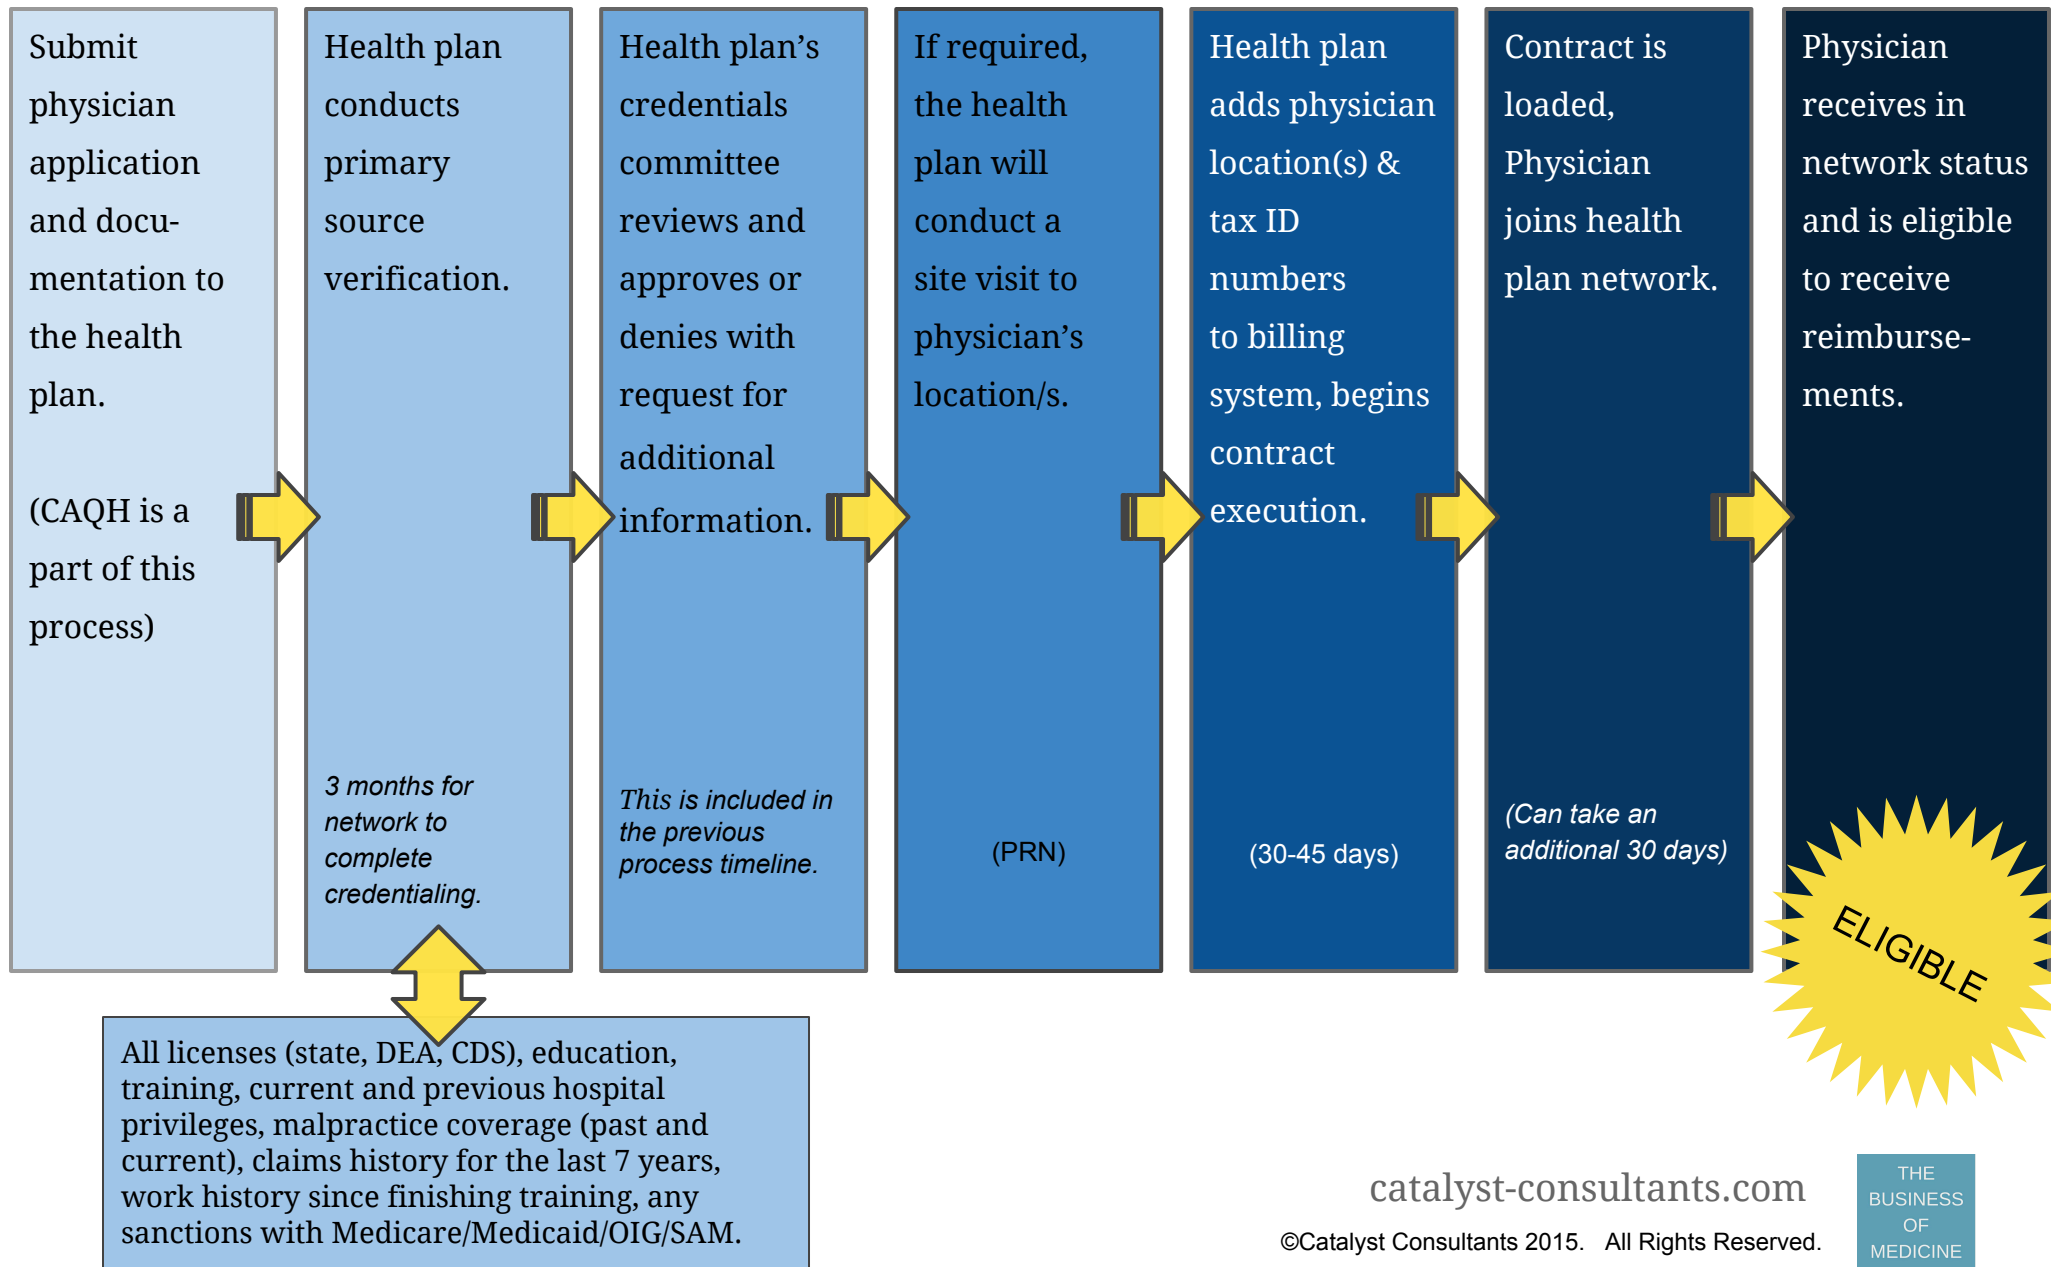 Submit
physician
application
and docu-
mentation to
the health
plan.
(CAQH is a
part of this
process)
Health plan
conducts
primary
source
verification.
3 months for
network to
complete
credentialing.
Health plan’s
credentials
committee
reviews and
approves or
denies with
request for
additional
information.
This is included in
the previous
process timeline.
If required,
the health
plan will
conduct a
site visit to
physician’s
location/s.
(PRN)
Health plan
adds physician
location(s) &
tax ID
numbers
to billing
system, begins
contract
execution.
(30-45 days)
Contract is
loaded,
Physician
joins health
plan network.
(Can take an
additional 30 days)
Physician
receives in
network status
and is eligible
to receive
reimburse-
ments.
ELIGIBLE
All licenses (state, DEA, CDS), education,
training, current and previous hospital
privileges, malpractice coverage (past and
current), claims history for the last 7 years,
work history since finishing training, any
sanctions with Medicare/Medicaid/OIG/SAM.
catalyst-consultants.com
©Catalyst Consultants 2015. All Rights Reserved.
THE
BUSINESS
OF
MEDICINE